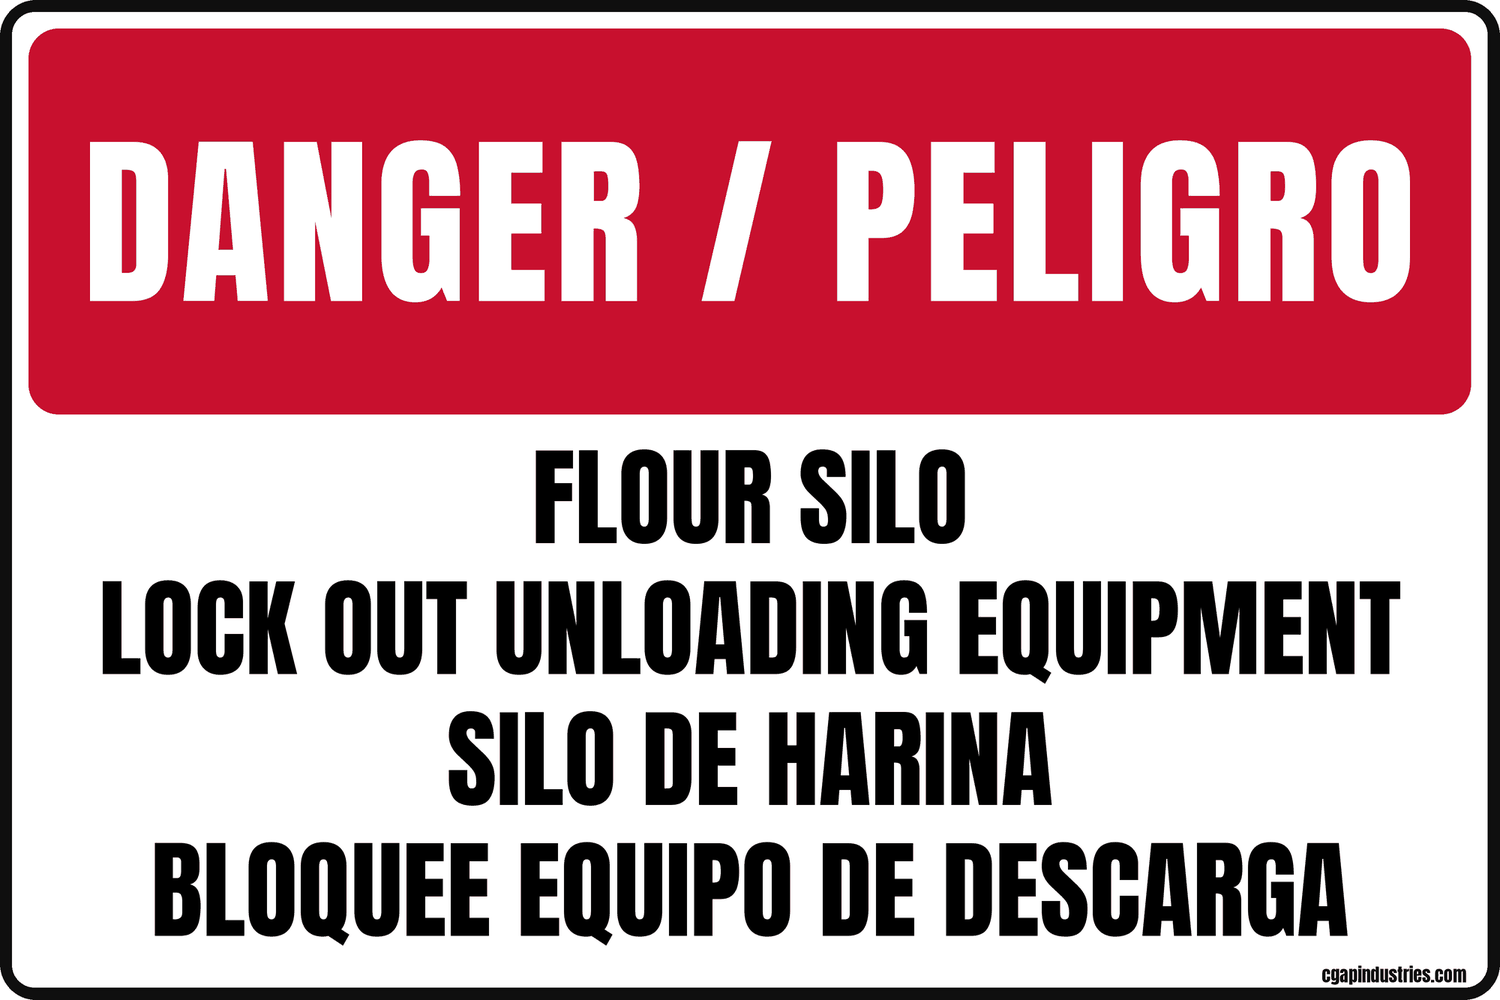 DANGER / PELIGRO
FLOUR SILO
LOCK OUT UNLOADING EQUIPMENT
SILO DE HARINA
BLOQUEE EQUIPO DE DESCARGA
cgapindustries.com